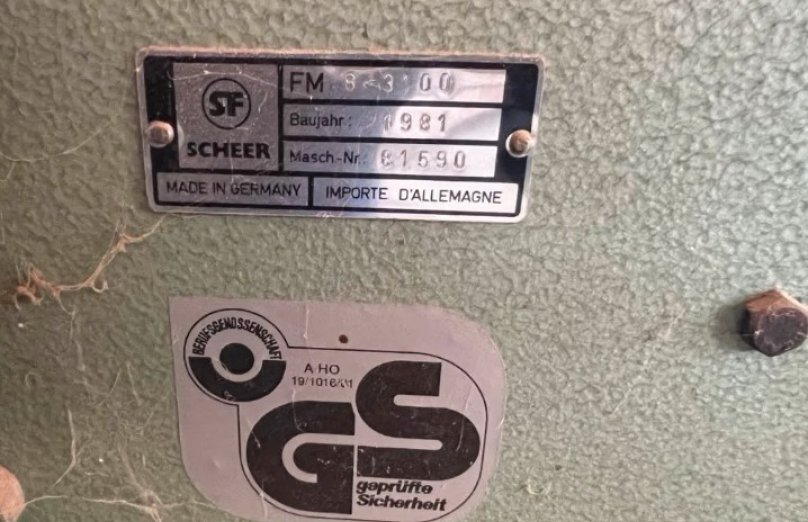 SF
SCHEER
FM 8-3100
Baujahr: 1981
Masch-Nr.: 81590
MADE IN GERMANY
IMPORTE D'ALLEMAGNE
BERUFSGENOSSENSCHAFT
A HO
GS
geprüfte
Sicherheit